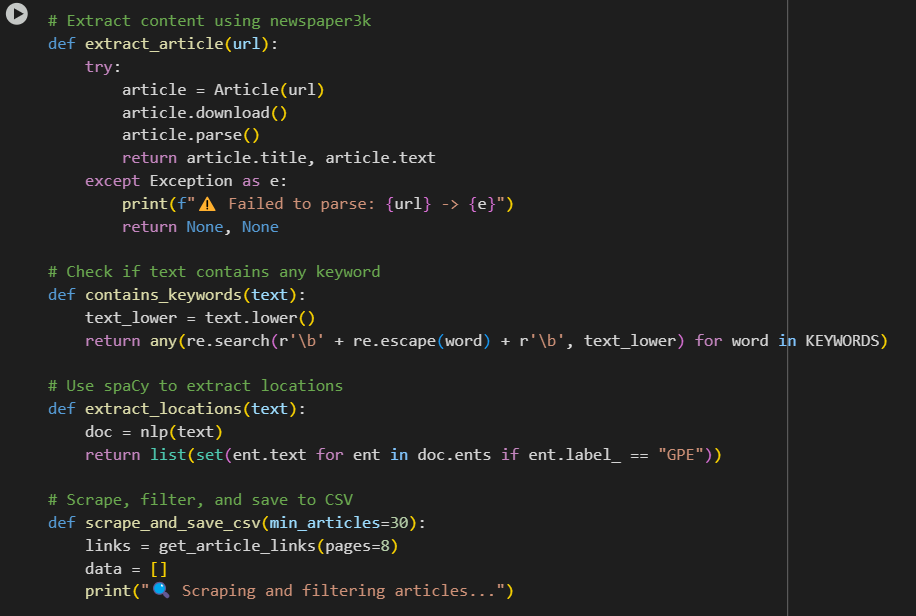 # Extract content using newspaper3k
def extract_article(url):
    try:
        article = Article(url)
        article.download()
        article.parse()
        return article.title, article.text
    except Exception as e:
        print(f"⚠️ Failed to parse: {url} -> {e}")
        return None, None

# Check if text contains any keyword
def contains_keywords(text):
    text_lower = text.lower()
    return any(re.search(r'\b' + re.escape(word) + r'\b', text_lower) for word in KEYWORDS)

# Use spaCy to extract locations
def extract_locations(text):
    doc = nlp(text)
    return list(set(ent.text for ent in doc.ents if ent.label_ == "GPE"))

# Scrape, filter, and save to CSV
def scrape_and_save_csv(min_articles=30):
    links = get_article_links(pages=8)
    data = []
    print("🔍 Scraping and filtering articles...")